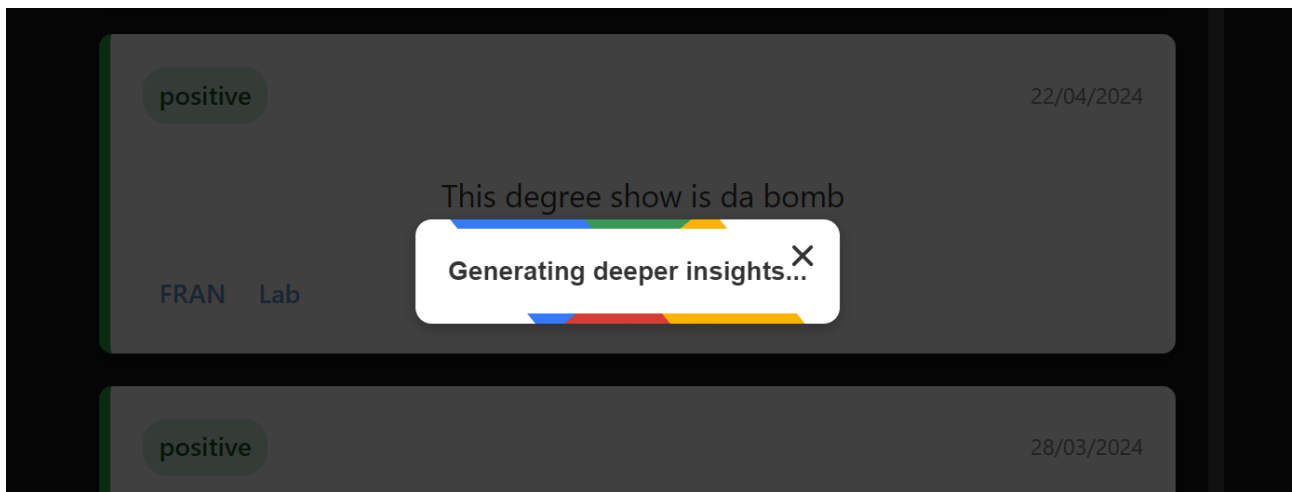 positive
22/04/2024
This degree show is da bomb
Generating deeper insights...
FRAN Lab
positive
28/03/2024